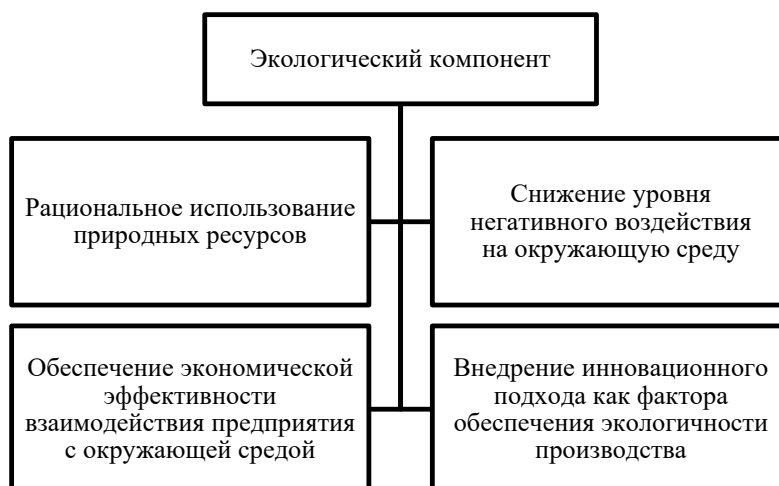 Экологический компонент
Рациональное использование
природных ресурсов
Снижение уровня
негативного воздействия
на окружающую среду
Обеспечение экономической
эффективности
взаимодействия предприятия
с окружающей средой
Внедрение инновационного
подхода как фактора
обеспечения экологичности
производства